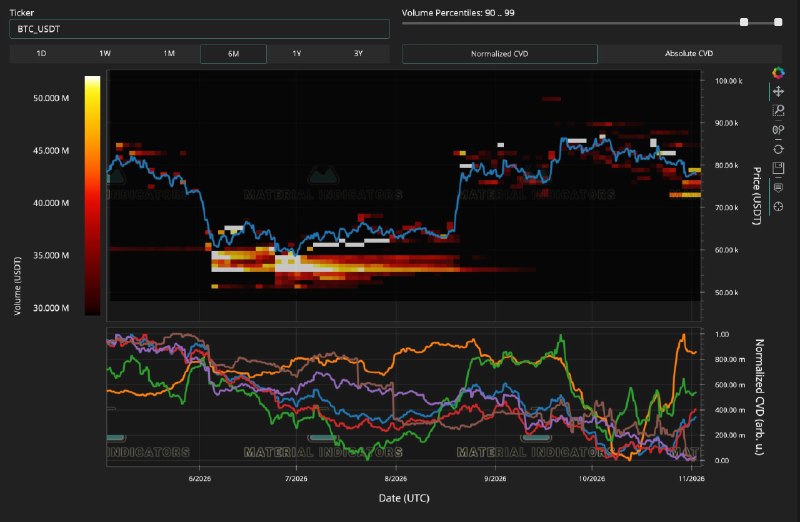 Ticker
BTC_USDT
Volume Percentiles: 90 .. 99
1D
1W
1M
6M
1Y
3Y
Normalized CVD
Absolute CVD
50.000 M
45.000 M
40.000 M
35.000 M
30.000 M
Volume (USDT)
100.00 k
90.00 k
80.00 k
70.00 k
60.00 k
50.00 k
Price (USDT)
INDICATORS
MATERIAL INDICATORS
MATERIAL INDICATORS
1.00
800.00 m
600.00 m
400.00 m
200.00 m
0.00
Normalized CVD (arb. u.)
INDICATORS
MATERIAL INDICATORS
MATERIAL INDICATORS
MATERI
6/2026
7/2026
8/2026
9/2026
10/2026
11/2026
Date (UTC)